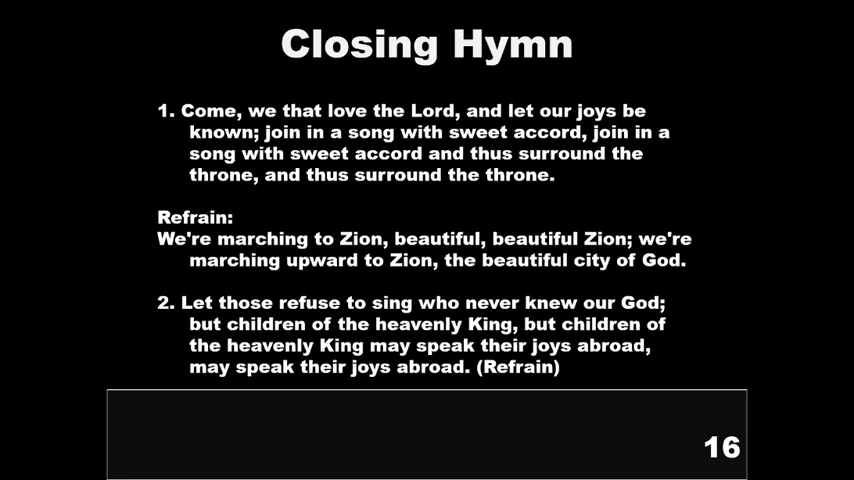 Closing Hymn
1. Come, we that love the Lord, and let our joys be
known; join in a song with sweet accord, join in a
song with sweet accord and thus surround the
throne, and thus surround the throne.
Refrain:
We're marching to Zion, beautiful, beautiful Zion; we're
marching upward to Zion, the beautiful city of God.
2. Let those refuse to sing who never knew our God;
but children of the heavenly King, but children of
the heavenly King may speak their joys abroad,
may speak their joys abroad. (Refrain)
16